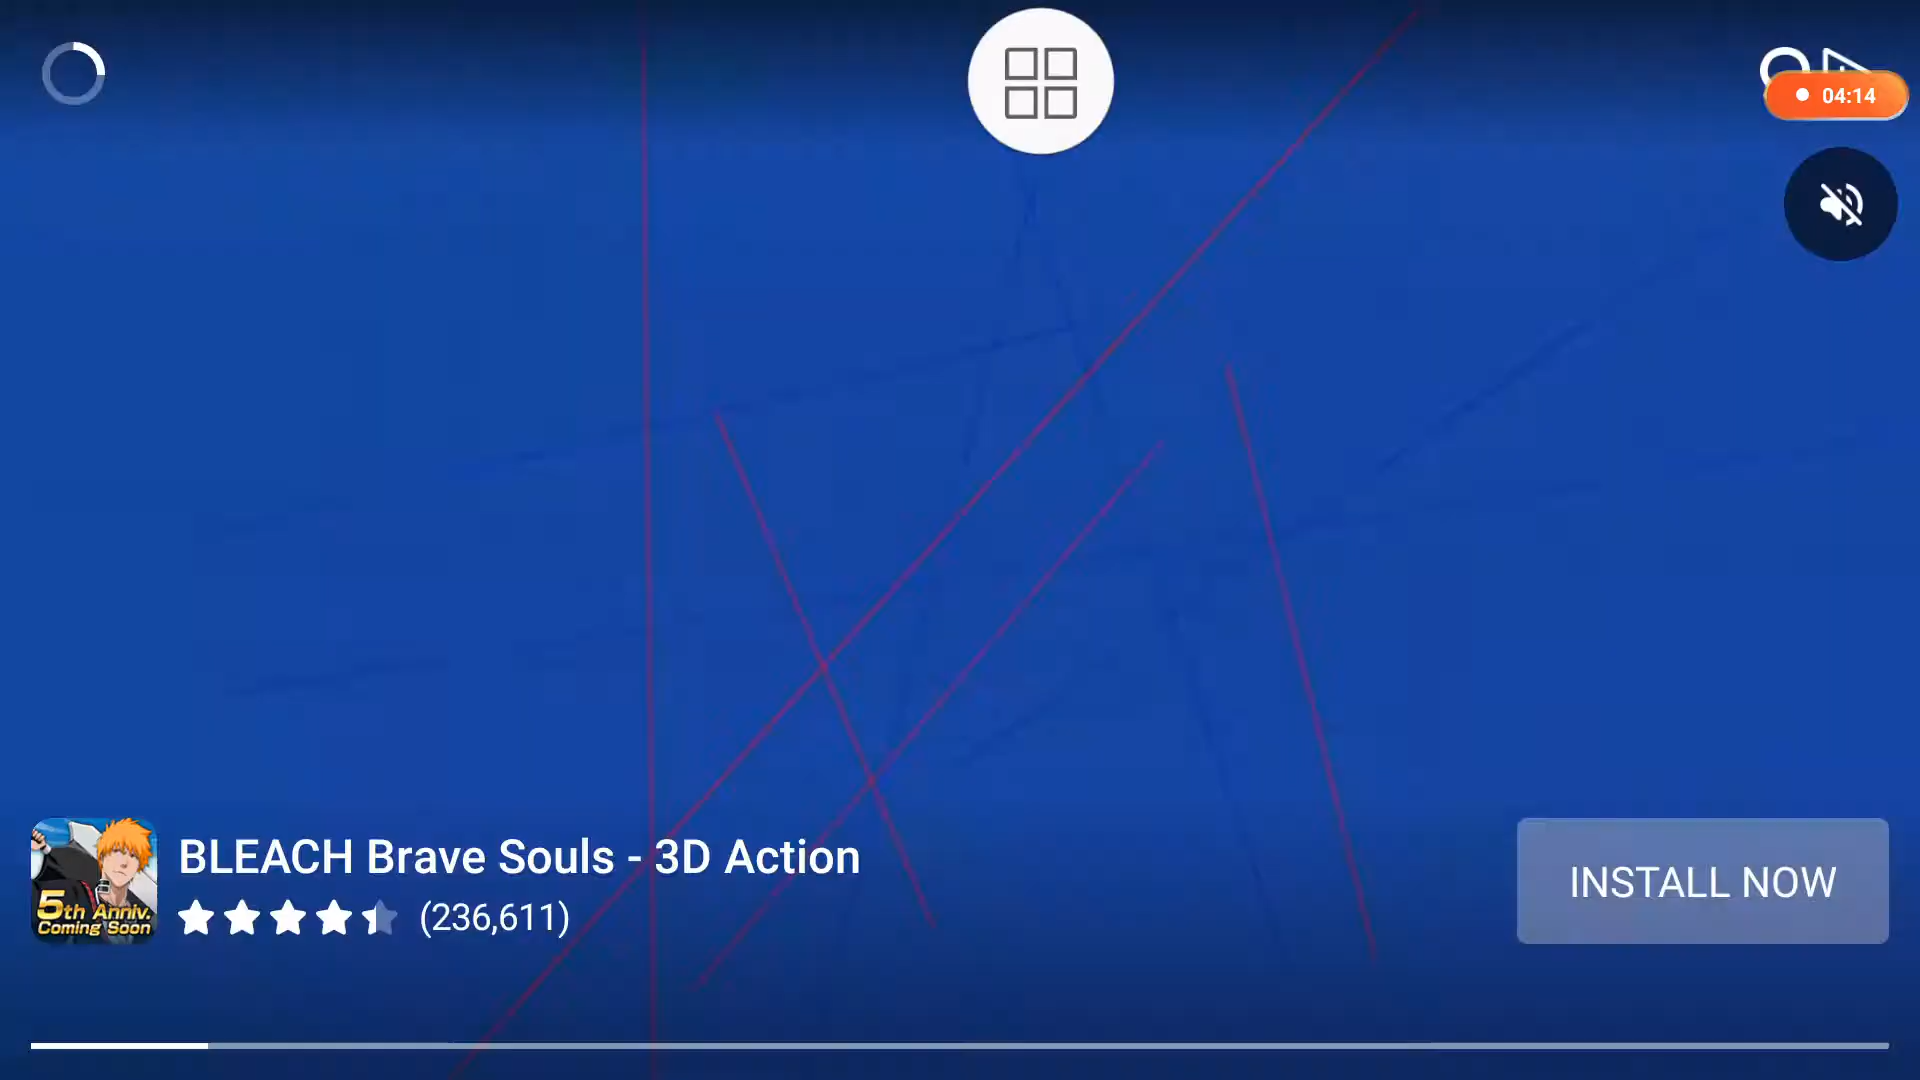 04:14
BLEACH Brave Souls - 3D Action
(236,611)
INSTALL NOW
5th Anniv.
Coming Soon